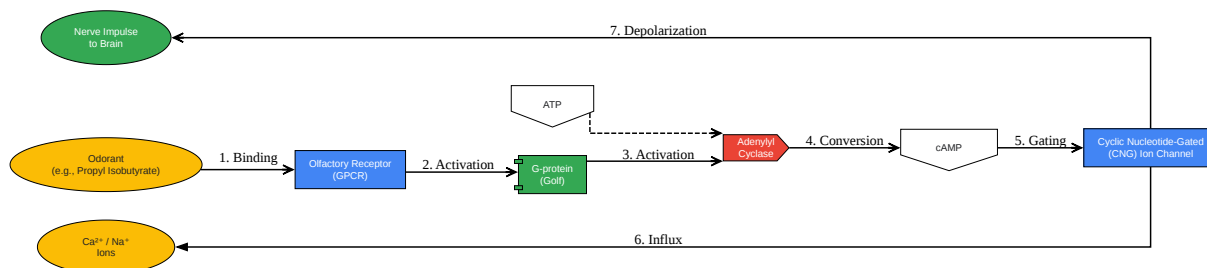 Nerve Impulse
to Brain
7. Depolarization
ATP
Odorant
(e.g., Propyl Isobutyrate)
1. Binding
Olfactory Receptor
(GPCR)
2. Activation
G-protein
(Golf)
3. Activation
Adenylyl
Cyclase
4. Conversion
cAMP
5. Gating
Cyclic Nucleotide-Gated
(CNG) Ion Channel
6. Influx
Ca²⁺ / Na⁺
Ions